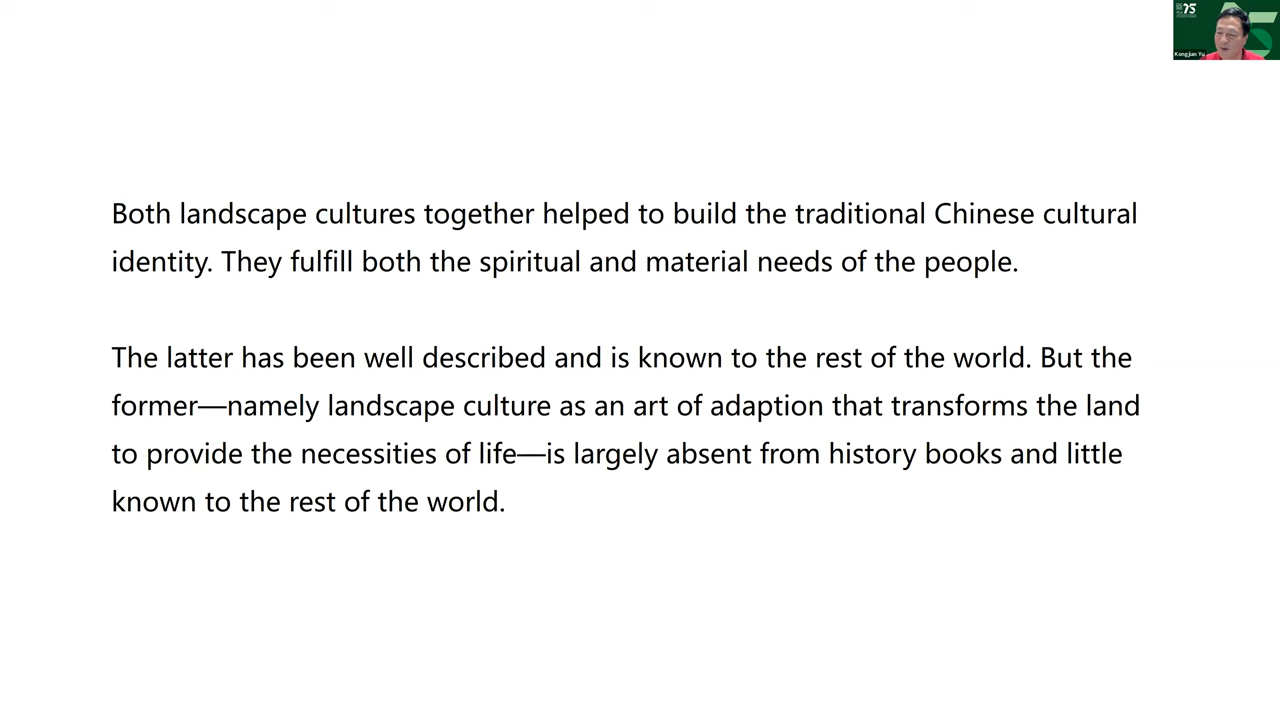 75
Kongjian Yu
Both landscape cultures together helped to build the traditional Chinese cultural
identity. They fulfill both the spiritual and material needs of the people.
The latter has been well described and is known to the rest of the world. But the
former—namely landscape culture as an art of adaption that transforms the land
to provide the necessities of life—is largely absent from history books and little
known to the rest of the world.